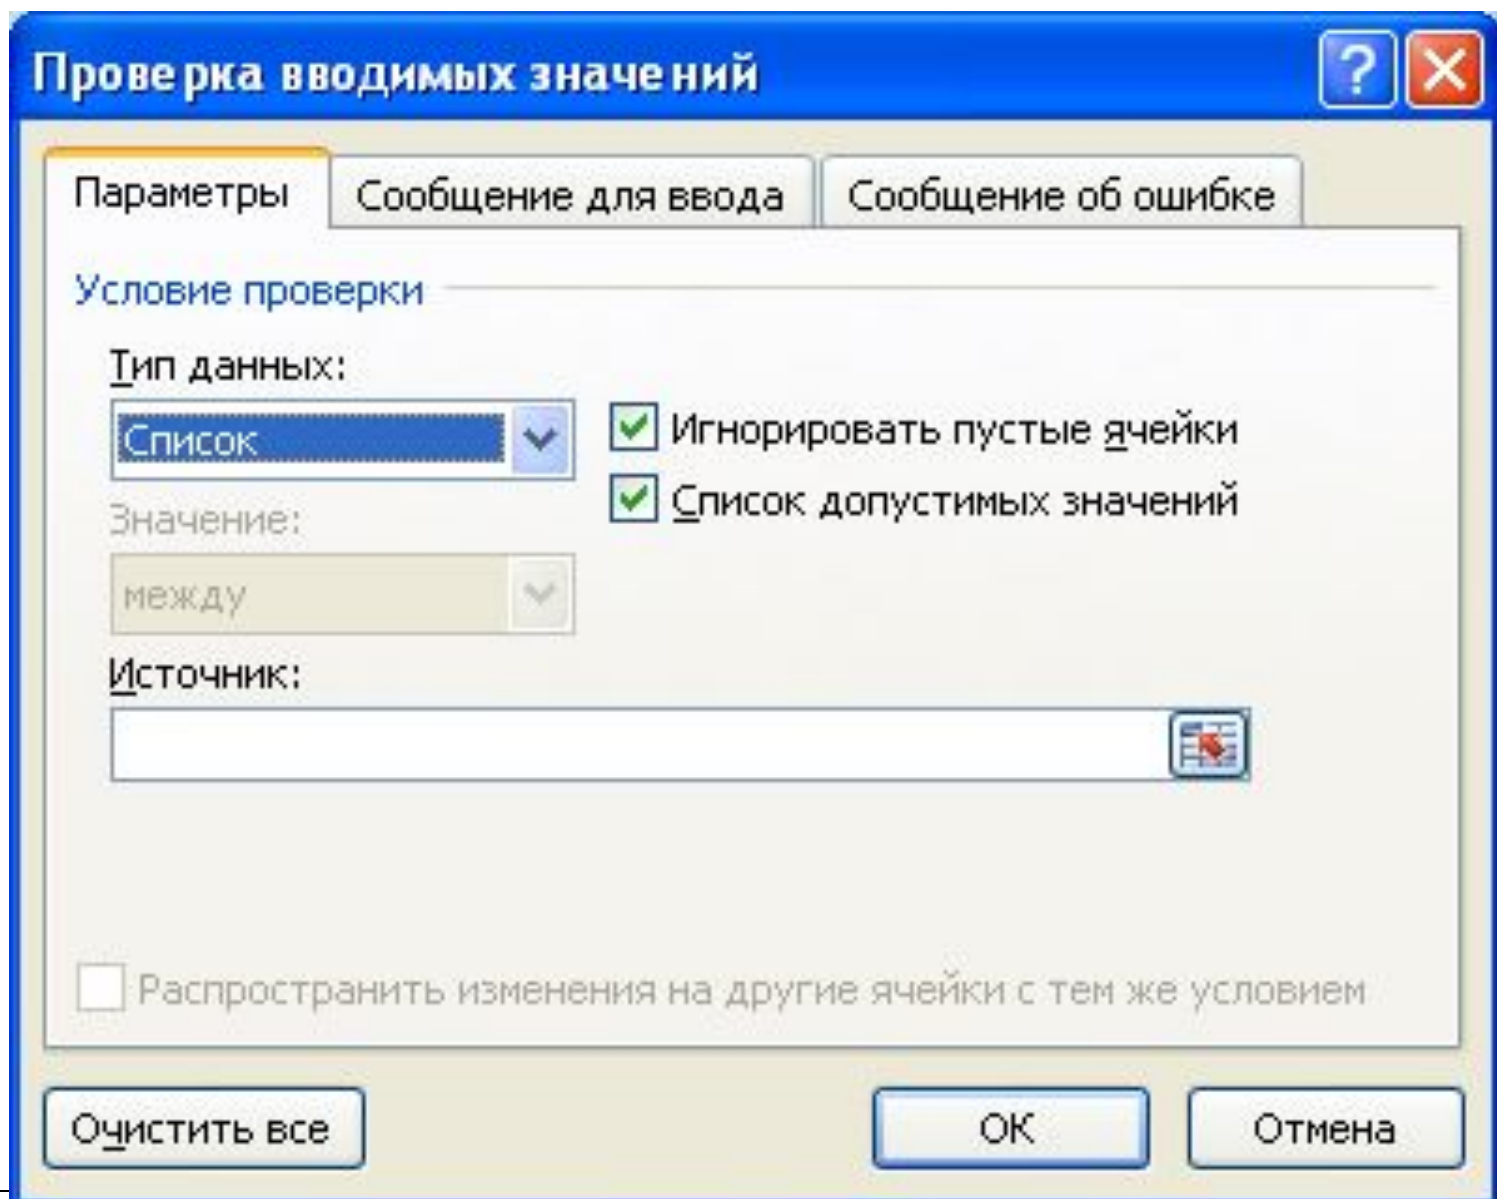 Проверка вводимых значений
Параметры
Сообщение для ввода
Сообщение об ошибке
Условие проверки
Тип данных:
Список
Игнорировать пустые ячейки
Список допустимых значений
Значение:
между
Источник:
Распространить изменения на другие ячейки с тем же условием
Очистить все
ОК
Отмена